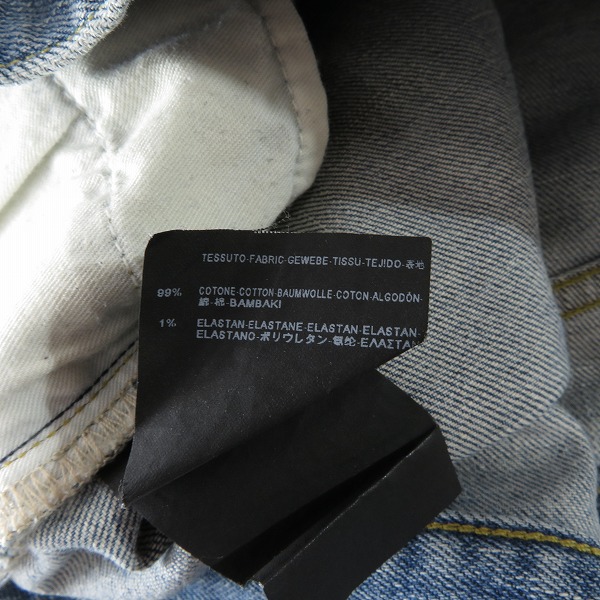 TESSUTO-FABRIC-GEWEBE-TISSU-TEJIDO-表地
99% COTONE-COTTON-BAUMWOLLE-COTON-ALGODÓN-
綿-棉-BAMBAKI
1% ELASTAN-ELASTANE-ELASTAN-ELASTAN-
ELASTANO-ポリウレタン-氨纶-ΕΛΑΣΤΑΝ